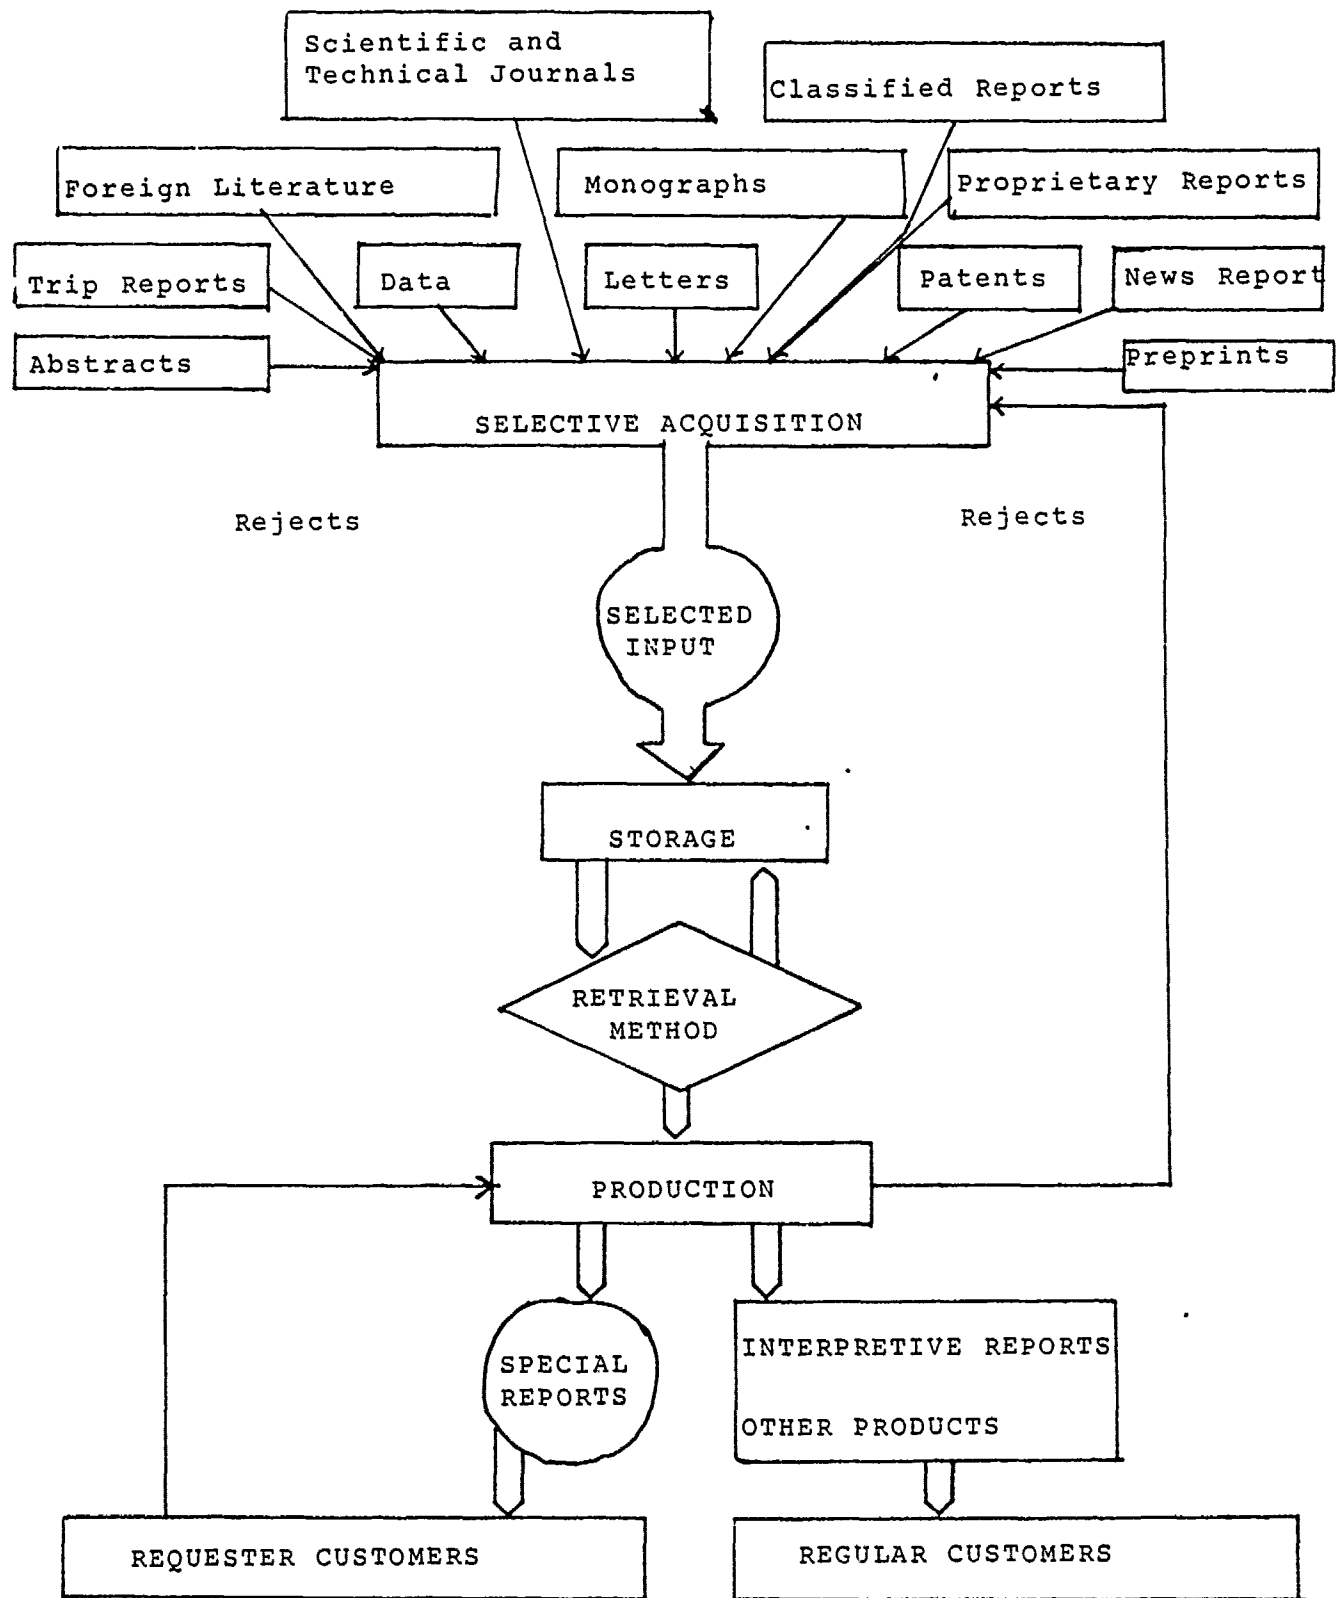 Scientific and
Technical Journals
Classified Reports
Foreign Literature
Monographs
Proprietary Reports
Trip Reports
Data
Letters
Patents
News Report
Abstracts
Preprints
SELECTIVE ACQUISITION
Rejects
Rejects
SELECTED
INPUT
STORAGE
RETRIEVAL
METHOD
PRODUCTION
SPECIAL
REPORTS
INTERPRETIVE REPORTS
OTHER PRODUCTS
REQUESTER CUSTOMERS
REGULAR CUSTOMERS